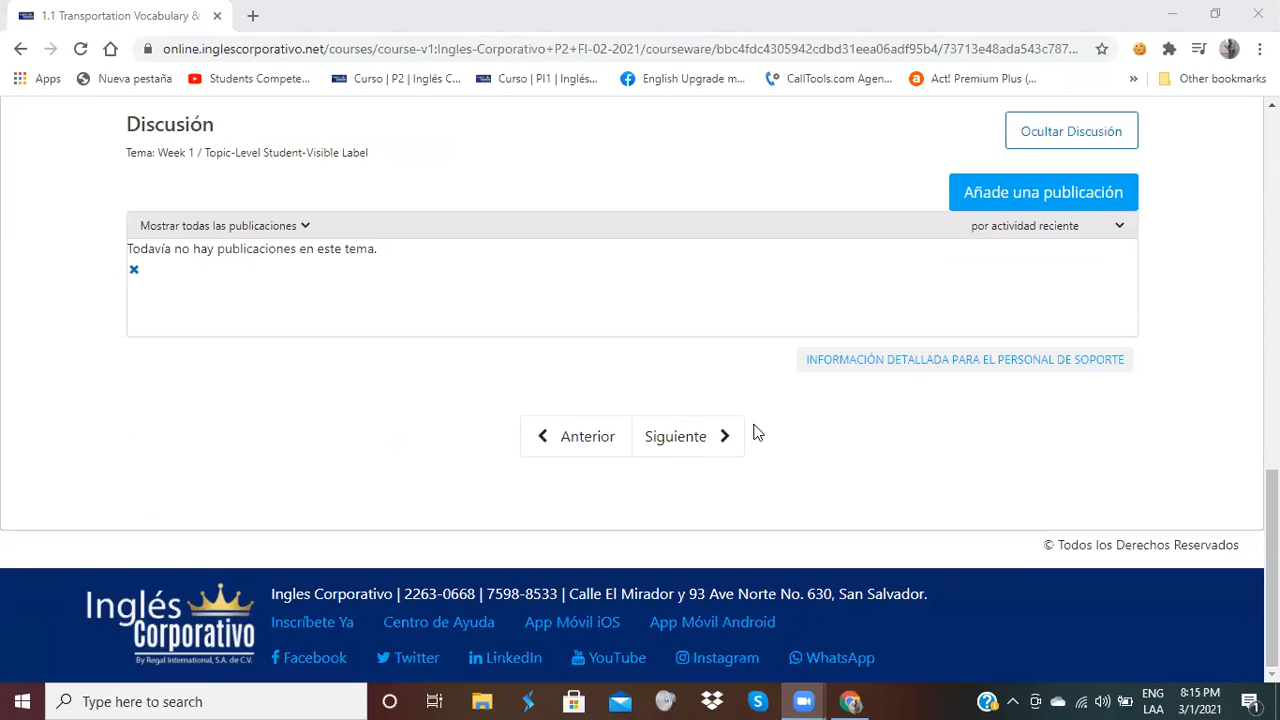 1.1 Transportation Vocabulary &
online.inglescorporativo.net/courses/course-v1:Ingles-Corporativo+P2+FI-02-2021/courseware/bbc4fdc4305942cdbd31eea06adf95b4/73713e48ada543c787...
Apps
Nueva pestaña
Students Compete...
Curso | P2 | Inglés C...
Curso | PI1 | Inglés...
English Upgrade m...
CallTools.com Agen...
Act! Premium Plus (...
»
Other bookmarks
Discusión
Ocultar Discusión
Tema: Week 1 / Topic-Level Student-Visible Label
Añade una publicación
Mostrar todas las publicaciones
por actividad reciente
Todavía no hay publicaciones en este tema.
INFORMACIÓN DETALLADA PARA EL PERSONAL DE SOPORTE
Anterior
Siguiente
© Todos los Derechos Reservados
Inglés Corporativo
By Regal International, S.A. de C.V.
Ingles Corporativo | 2263-0668 | 7598-8533 | Calle El Mirador y 93 Ave Norte No. 630, San Salvador.
Inscríbete Ya
Centro de Ayuda
App Móvil iOS
App Móvil Android
Facebook
Twitter
LinkedIn
YouTube
Instagram
WhatsApp
Type here to search
ENG
LAA
8:15 PM
3/1/2021